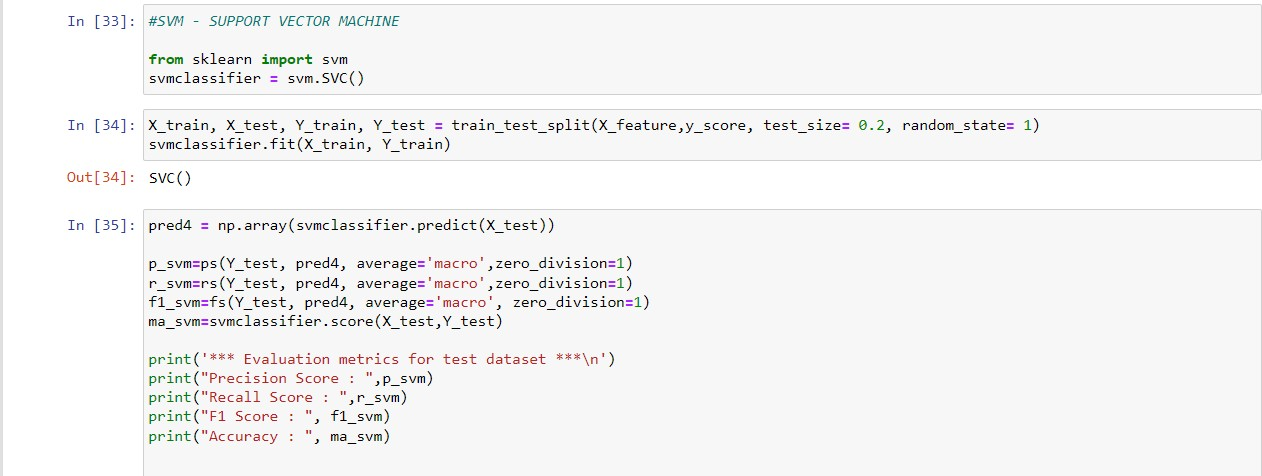 In [33]: #SVM - SUPPORT VECTOR MACHINE
from sklearn import svm
svmclassifier = svm.SVC()
In [34]: X_train, X_test, Y_train, Y_test = train_test_split(X_feature,y_score, test_size= 0.2, random_state= 1)
svmclassifier.fit(X_train, Y_train)
Out[34]: SVC()
In [35]: pred4 = np.array(svmclassifier.predict(X_test))
p_svm=ps(Y_test, pred4, average='macro',zero_division=1)
r_svm=rs(Y_test, pred4, average='macro',zero_division=1)
f1_svm=fs(Y_test, pred4, average='macro', zero_division=1)
ma_svm=svmclassifier.score(X_test,Y_test)
print('*** Evaluation metrics for test dataset ***\n')
print("Precision Score : ",p_svm)
print("Recall Score : ",r_svm)
print("F1 Score : ", f1_svm)
print("Accuracy : ", ma_svm)